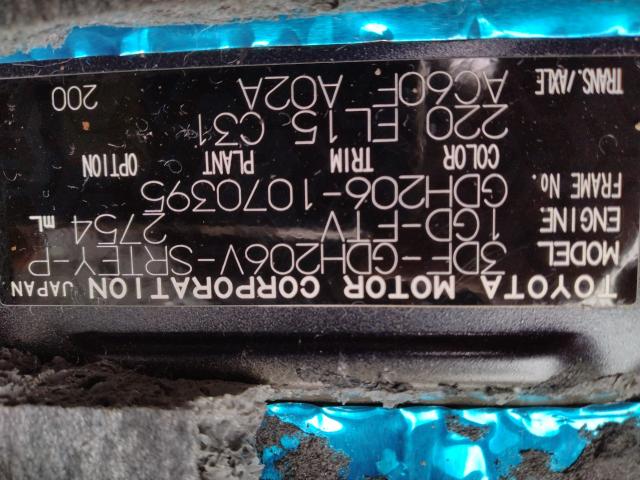 TOYOTA MOTOR CORPORATION JAPAN
MODEL 3DF-GDH206V-SRTEY-P
ENGINE 1GD-FTV 2754 mL
FRAME No. GDH206-1070395
COLOR TRIM PLANT OPTION
220 FL15 C31 200
TRANS./AXLE AC60F A02A